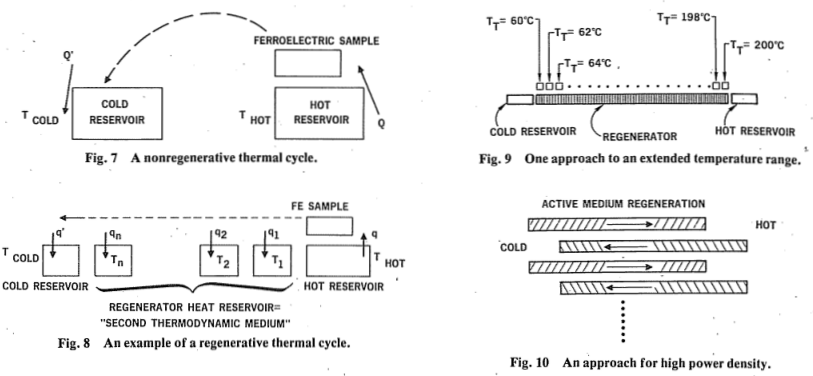 FERROELECTRIC SAMPLE
Q'
COLD
RESERVOIR
HOT
RESERVOIR
T COLD
T HOT
Q
Fig. 7 A nonregenerative thermal cycle.
FE SAMPLE
q'
qn
q2
q1
q
T COLD
Tn
T2
T1
T HOT
COLD RESERVOIR
HOT RESERVOIR
REGENERATOR HEAT RESERVOIR=
"SECOND THERMODYNAMIC MEDIUM"
Fig. 8 An example of a regenerative thermal cycle.
TT= 60°C
TT= 62°C
TT= 64°C
TT= 198°C
TT= 200°C
COLD RESERVOIR
REGENERATOR
HOT RESERVOIR
Fig. 9 One approach to an extended temperature range.
ACTIVE MEDIUM REGENERATION
HOT
COLD
Fig. 10 An approach for high power density.